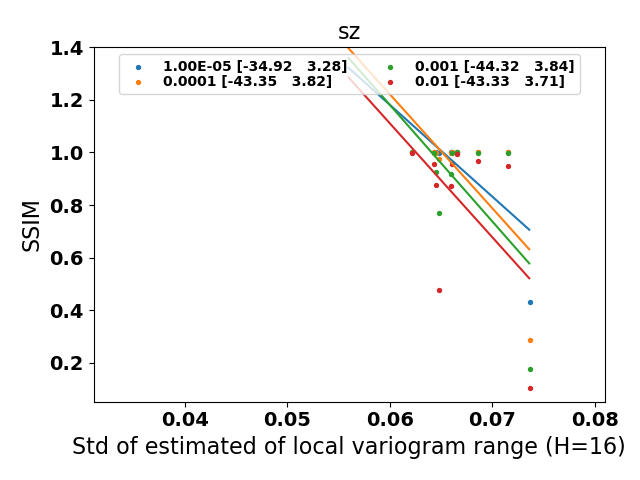 sz
1.4
1.2
1.0
0.8
0.6
0.4
0.2
SSIM
1.00E-05 [-34.92 3.28]
0.0001 [-43.35 3.82]
0.001 [-44.32 3.84]
0.01 [-43.33 3.71]
0.04 0.05 0.06 0.07 0.08
Std of estimated of local variogram range (H=16)